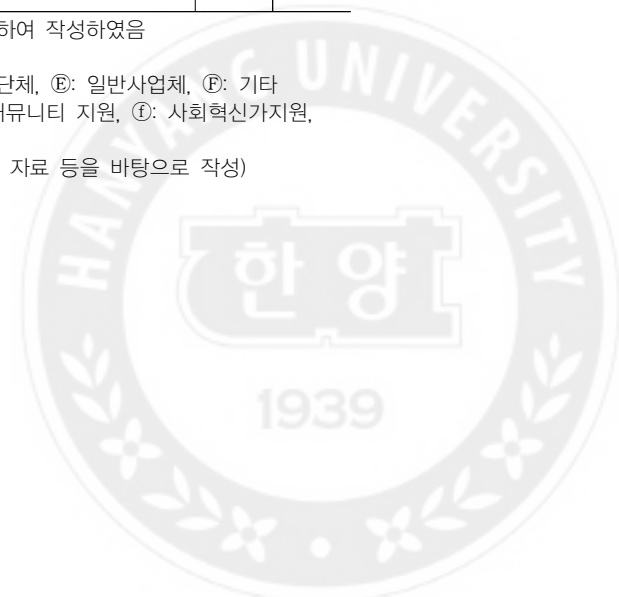 하여 작성하였음
단체, Ⓔ: 일반사업체, Ⓕ: 기타
커뮤니티 지원, ⓕ: 사회혁신가지원,
자료 등을 바탕으로 작성)
HANYANG UNIVERSITY
한양
1939